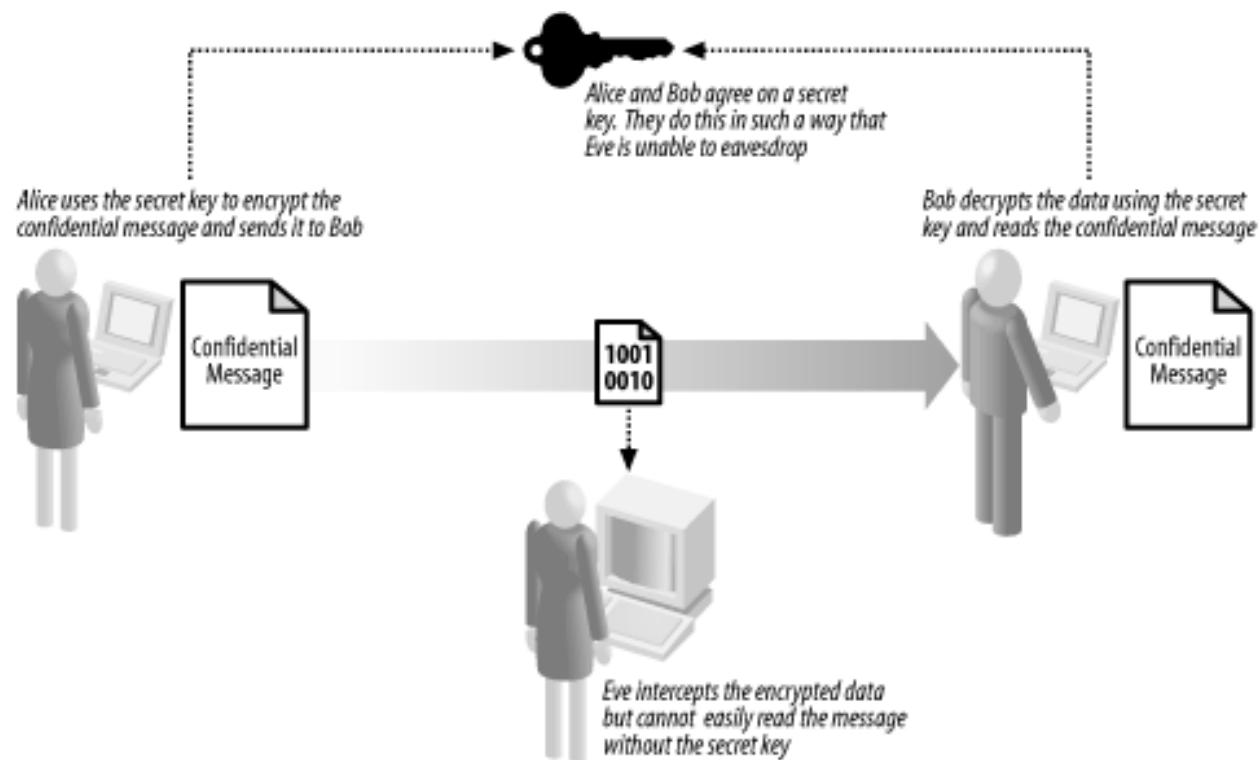 Alice and Bob agree on a secret
key. They do this in such a way that
Eve is unable to eavesdrop
Alice uses the secret key to encrypt the
confidential message and sends it to Bob
Bob decrypts the data using the secret
key and reads the confidential message
Confidential
Message
1001
0010
Confidential
Message
Eve intercepts the encrypted data
but cannot easily read the message
without the secret key